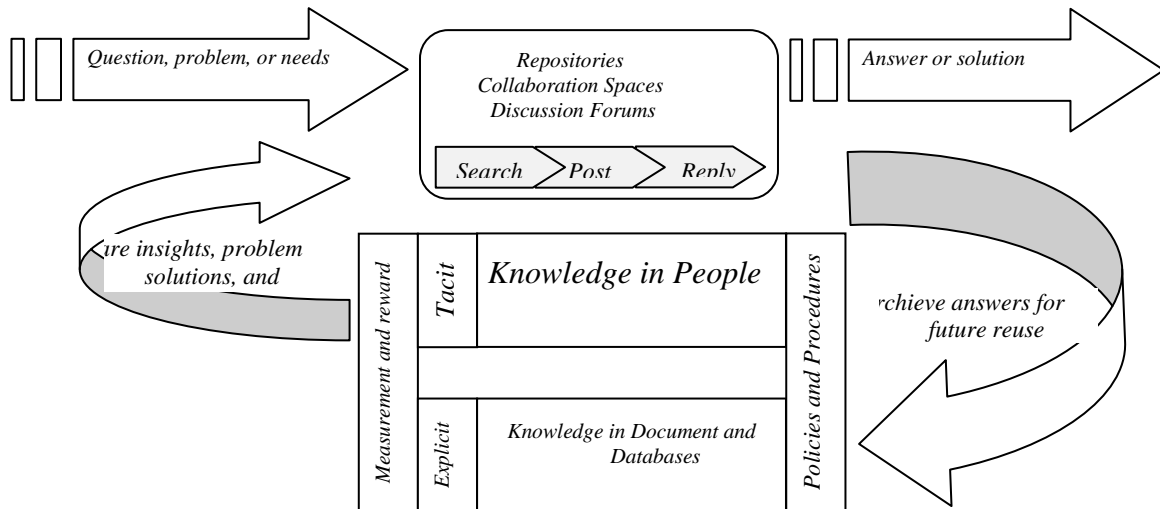 Question, problem, or needs
Repositories
Collaboration Spaces
Discussion Forums
Answer or solution
Search
Post
Reply
insights, problem
solutions, and
Measurement and reward
Tacit
Knowledge in People
Explicit
Knowledge in Document and
Databases
Policies and Procedures
answers for
future reuse